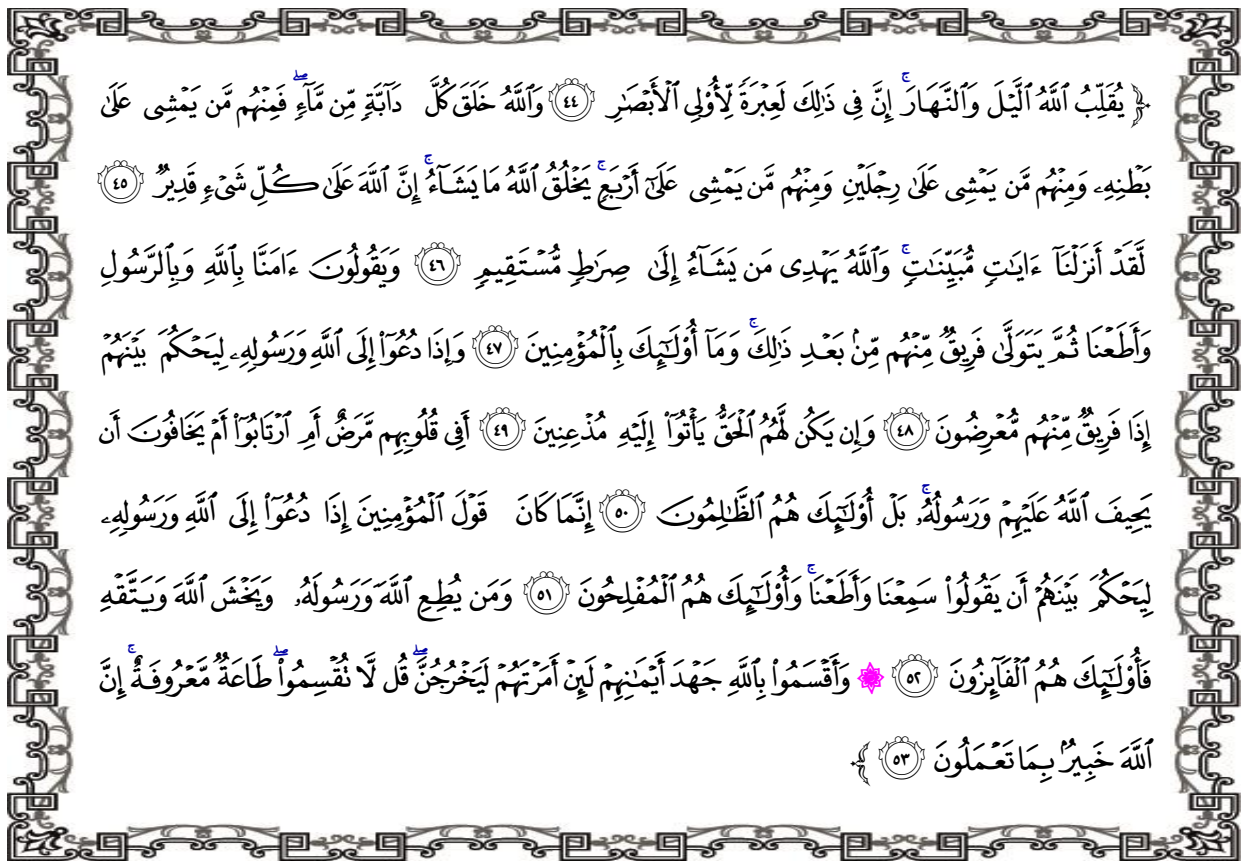 ﴿ يُقَلِّبُ ٱللَّهُ ٱلَّيْلَ وَٱلنَّهَارَ ۚ إِنَّ فِى ذَٰلِكَ لَعِبْرَةً لِّأُو۟لِى ٱلْأَبْصَٰرِ ﴿٤٤﴾ وَٱللَّهُ خَلَقَ كُلَّ دَآبَّةٍ مِّن مَّآءٍ ۖ فَمِنْهُم مَّن يَمْشِى عَلَىٰ
بَطْنِهِۦ وَمِنْهُم مَّن يَمْشِى عَلَىٰ رِجْلَيْنِ وَمِنْهُم مَّن يَمْشِى عَلَىٰٓ أَرْبَعٍ ۚ يَخْلُقُ ٱللَّهُ مَا يَشَآءُ ۚ إِنَّ ٱللَّهَ عَلَىٰ كُلِّ شَىْءٍ قَدِيرٌ ﴿٤٥﴾
لَّقَدْ أَنزَلْنَآ ءَايَٰتٍ مُّبَيِّنَٰتٍ ۚ وَٱللَّهُ يَهْدِى مَن يَشَآءُ إِلَىٰ صِرَٰطٍ مُّسْتَقِيمٍ ﴿٤٦﴾ وَيَقُولُونَ ءَامَنَّا بِٱللَّهِ وَبِٱلرَّسُولِ
وَأَطَعْنَا ثُمَّ يَتَوَلَّىٰ فَرِيقٌ مِّنْهُم مِّنۢ بَعْدِ ذَٰلِكَ ۚ وَمَآ أُو۟لَٰٓئِكَ بِٱلْمُؤْمِنِينَ ﴿٤٧﴾ وَإِذَا دُعُوٓا۟ إِلَى ٱللَّهِ وَرَسُولِهِۦ لِيَحْكُمَ بَيْنَهُمْ
إِذَا فَرِيقٌ مِّنْهُم مُّعْرِضُونَ ﴿٤٨﴾ وَإِن يَكُن لَّهُمُ ٱلْحَقُّ يَأْتُوٓا۟ إِلَيْهِ مُذْعِنِينَ ﴿٤٩﴾ أَفِى قُلُوبِهِم مَّرَضٌ أَمِ ٱرْتَابُوٓا۟ أَمْ يَخَافُونَ أَن
يَحِيفَ ٱللَّهُ عَلَيْهِمْ وَرَسُولُهُۥ ۚ بَلْ أُو۟لَٰٓئِكَ هُمُ ٱلظَّٰلِمُونَ ﴿٥٠﴾ إِنَّمَا كَانَ قَوْلَ ٱلْمُؤْمِنِينَ إِذَا دُعُوٓا۟ إِلَى ٱللَّهِ وَرَسُولِهِۦ
لِيَحْكُمَ بَيْنَهُمْ أَن يَقُولُوا۟ سَمِعْنَا وَأَطَعْنَا ۚ وَأُو۟لَٰٓئِكَ هُمُ ٱلْمُفْلِحُونَ ﴿٥١﴾ وَمَن يُطِعِ ٱللَّهَ وَرَسُولَهُۥ وَيَخْشَ ٱللَّهَ وَيَتَّقْهِ
فَأُو۟لَٰٓئِكَ هُمُ ٱلْفَآئِزُونَ ﴿٥٢﴾ ۞ وَأَقْسَمُوا۟ بِٱللَّهِ جَهْدَ أَيْمَٰنِهِمْ لَئِنْ أَمَرْتَهُمْ لَيَخْرُجُنَّ ۖ قُل لَّا تُقْسِمُوا۟ ۖ طَاعَةٌ مَّعْرُوفَةٌ ۚ إِنَّ
ٱللَّهَ خَبِيرٌۢ بِمَا تَعْمَلُونَ ﴿٥٣﴾ ﴾